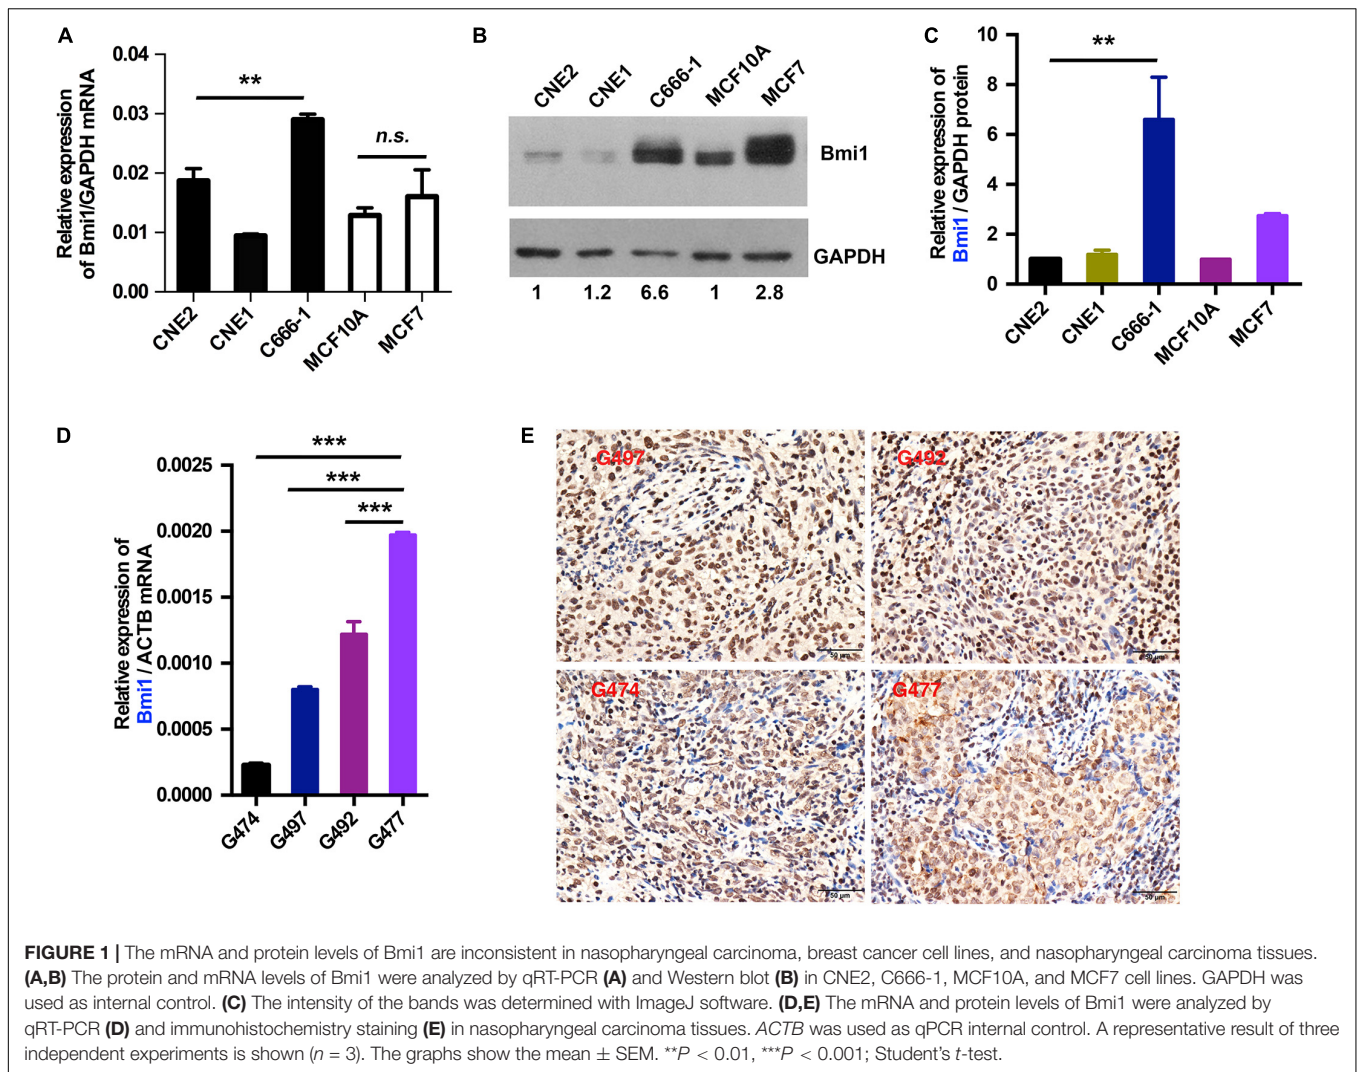 A
Relative expression
of Bmi1/GAPDH mRNA
0.04
0.03
0.02
0.01
0.00
**
n.s.
CNE2
CNE1
C666-1
MCF10A
MCF7
B
CNE2
CNE1
C666-1
MCF10A
MCF7
Bmi1
GAPDH
1 1.2 6.6 1 2.8
C
Relative expression of
Bmi1 / GAPDH protein
10
8
6
4
2
0
**
CNE2
CNE1
C666-1
MCF10A
MCF7
D
Relative expression of
Bmi1 / ACTB mRNA
0.0025
0.0020
0.0015
0.0010
0.0005
0.0000
***
***
***
G474
G497
G492
G477
E
G497
G492
50 µm
50 µm
G474
G477
50 µm
50 µm
FIGURE 1 | The mRNA and protein levels of Bmi1 are inconsistent in nasopharyngeal carcinoma, breast cancer cell lines, and nasopharyngeal carcinoma tissues.
(A,B) The protein and mRNA levels of Bmi1 were analyzed by qRT-PCR (A) and Western blot (B) in CNE2, C666-1, MCF10A, and MCF7 cell lines. GAPDH was
used as internal control. (C) The intensity of the bands was determined with ImageJ software. (D,E) The mRNA and protein levels of Bmi1 were analyzed by
qRT-PCR (D) and immunohistochemistry staining (E) in nasopharyngeal carcinoma tissues. ACTB was used as qPCR internal control. A representative result of three
independent experiments is shown (n = 3). The graphs show the mean ± SEM. **P < 0.01, ***P < 0.001; Student's t-test.